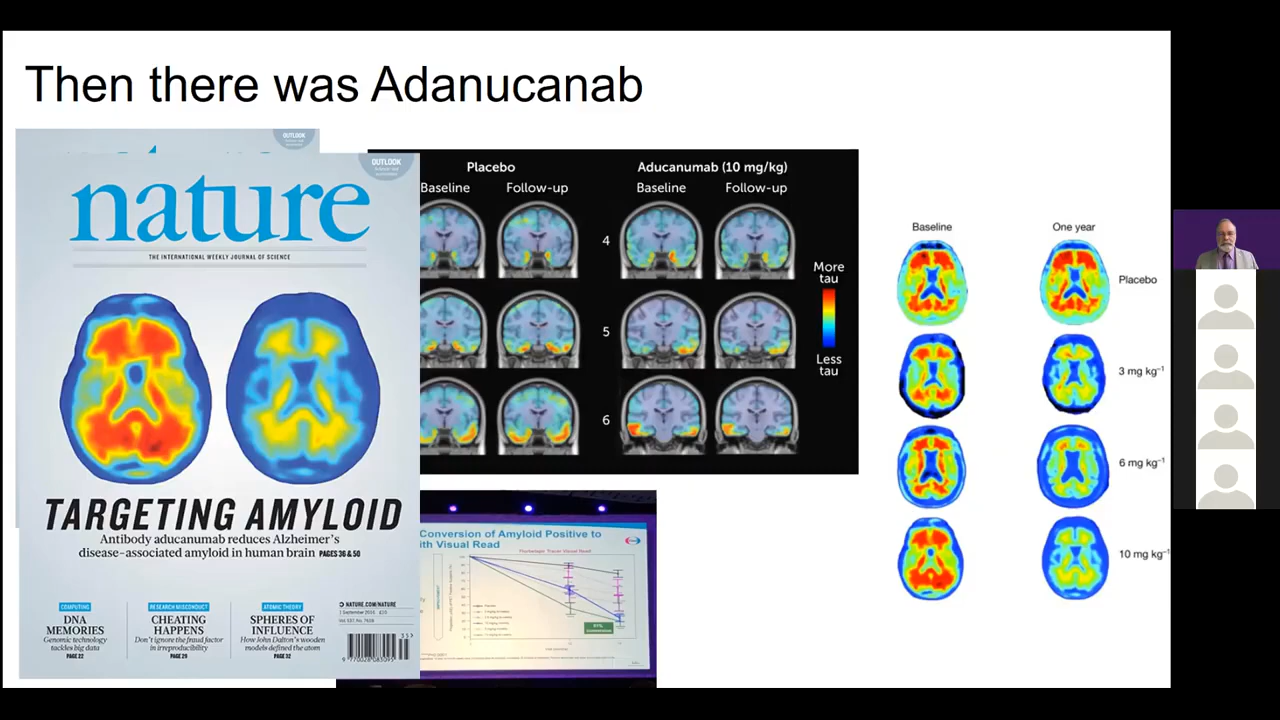 Then there was Adanucanab
OUTLOOK
OUTLOOK
nature
THE INTERNATIONAL WEEKLY JOURNAL OF SCIENCE
TARGETING AMYLOID
Antibody aducanumab reduces Alzheimer's
disease-associated amyloid in human brain PAGES 36 & 50
COMPUTING
DNA
MEMORIES
Genomic technology
tackles big data
PAGE 22
RESEARCH MISCONDUCT
CHEATING
HAPPENS
Don't ignore the fraud factor
in irreproducibility
PAGE 29
ATOMIC THEORY
SPHERES OF
INFLUENCE
How John Dalton's wooden
models defined the atom
PAGE 32
NATURE.COM/NATURE
Placebo
Aducanumab (10 mg/kg)
Baseline
Follow-up
Baseline
Follow-up
4
5
6
More
tau
Less
tau
Conversion of Amyloid Positive to
ith Visual Read
Baseline
One year
Placebo
3 mg kg⁻¹
6 mg kg⁻¹
10 mg kg⁻¹